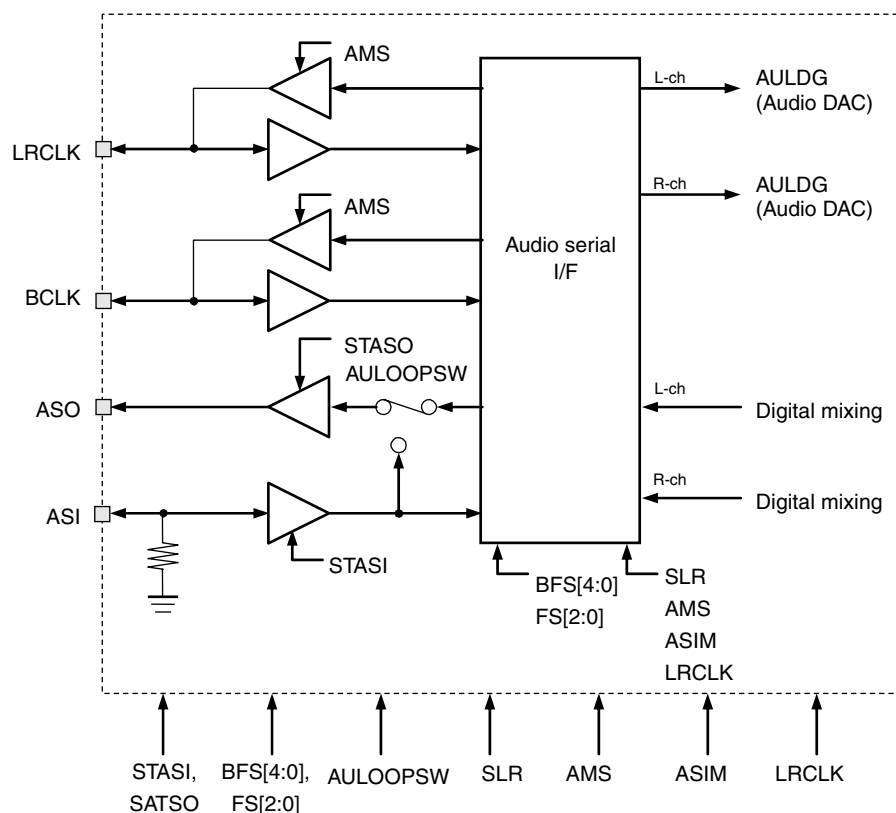 AMS
L-ch
AULDG
(Audio DAC)
LRCLK
R-ch
AULDG
(Audio DAC)
AMS
Audio serial
I/F
BCLK
STASO
AULOOPSW
L-ch
ASO
Digital mixing
R-ch
ASI
Digital mixing
STASI
BFS[4:0]
FS[2:0]
SLR
AMS
ASIM
LRCLK
STASI,
SATSO
BFS[4:0],
FS[2:0]
AULOOPSW
SLR
AMS
ASIM
LRCLK